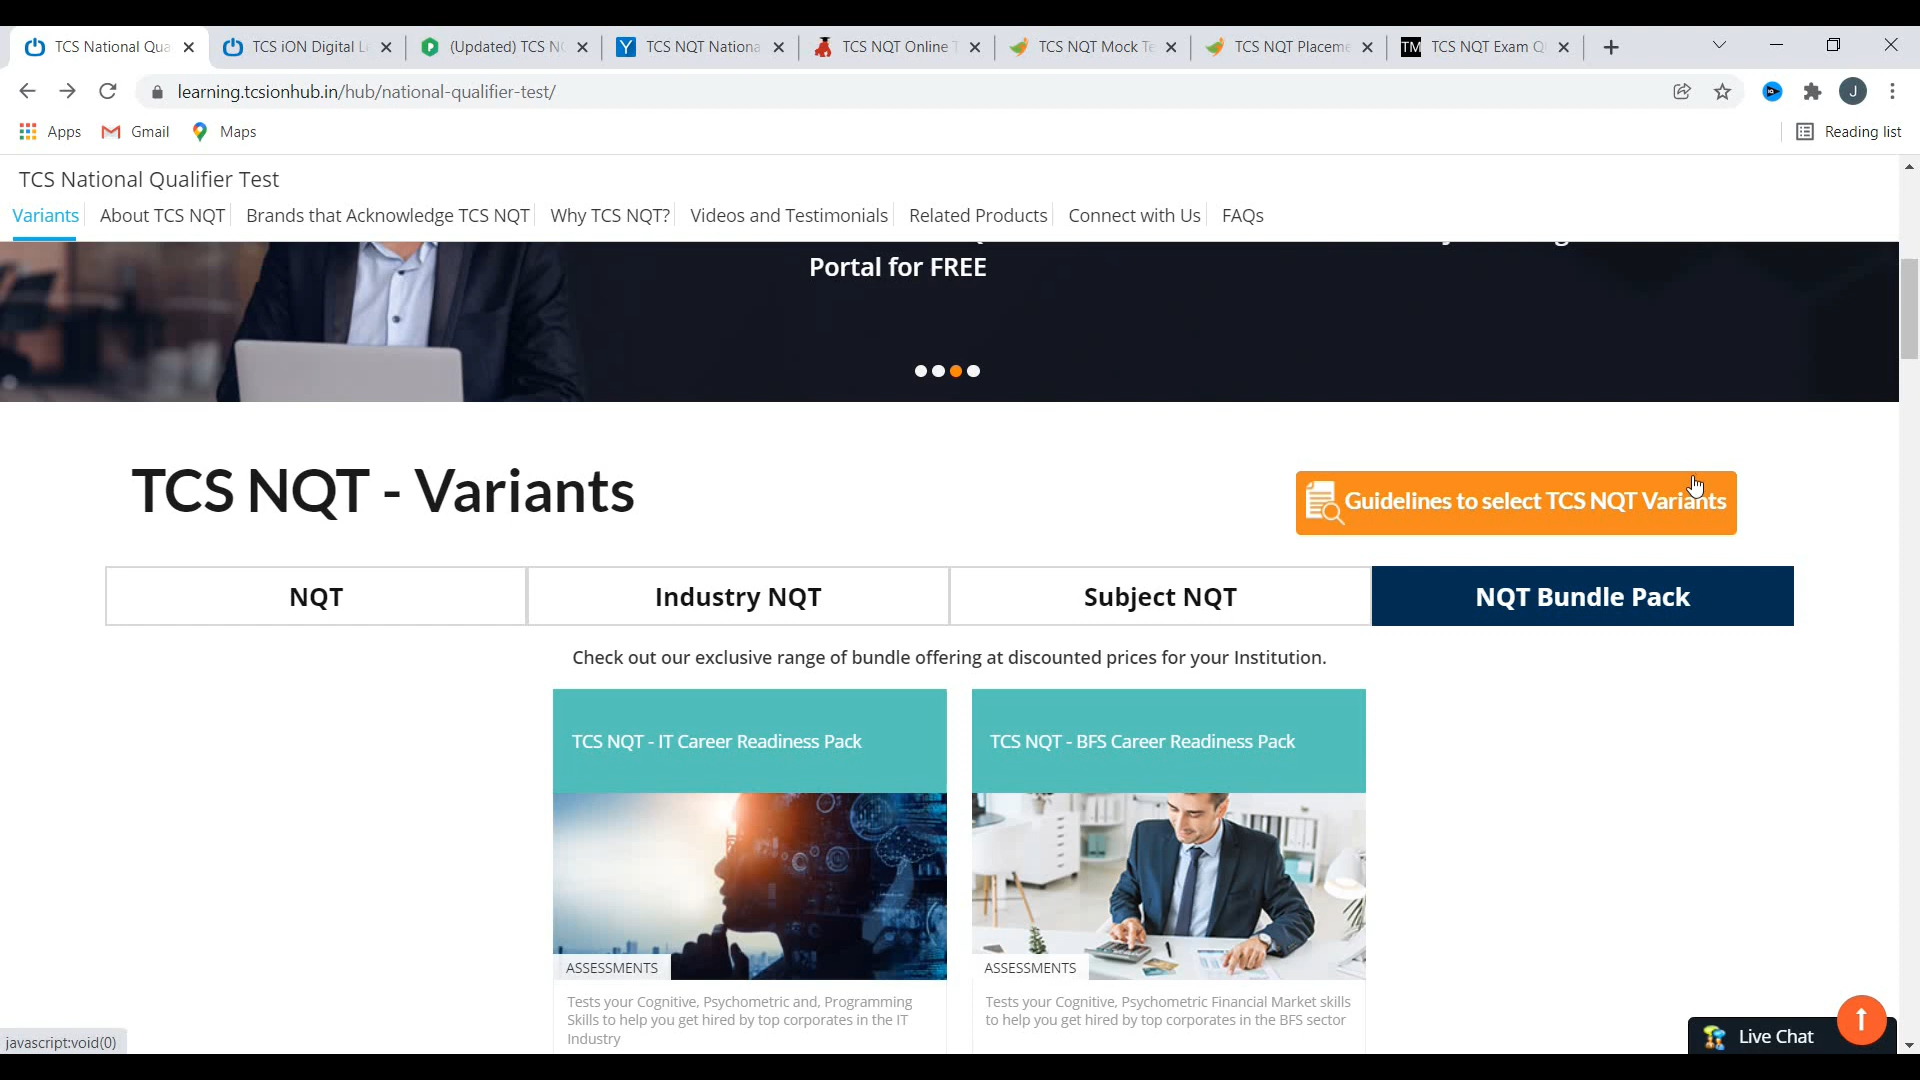 TCS National Qua
TCS iON Digital L
(Updated) TCS N
TCS NQT Nationa
TCS NQT Online T
TCS NQT Mock Te
TCS NQT Placeme
TM TCS NQT Exam Q
learning.tcsionhub.in/hub/national-qualifier-test/
J
Apps Gmail Maps Reading list
TCS National Qualifier Test
Variants About TCS NQT Brands that Acknowledge TCS NQT Why TCS NQT? Videos and Testimonials Related Products Connect with Us FAQs
Portal for FREE
TCS NQT - Variants
Guidelines to select TCS NQT Variants
NQT Industry NQT Subject NQT NQT Bundle Pack
Check out our exclusive range of bundle offering at discounted prices for your Institution.
TCS NQT - IT Career Readiness Pack
ASSESSMENTS
Tests your Cognitive, Psychometric and, Programming
Skills to help you get hired by top corporates in the IT
Industry
TCS NQT - BFS Career Readiness Pack
ASSESSMENTS
Tests your Cognitive, Psychometric Financial Market skills
to help you get hired by top corporates in the BFS sector
Live Chat
javascript:void(0)